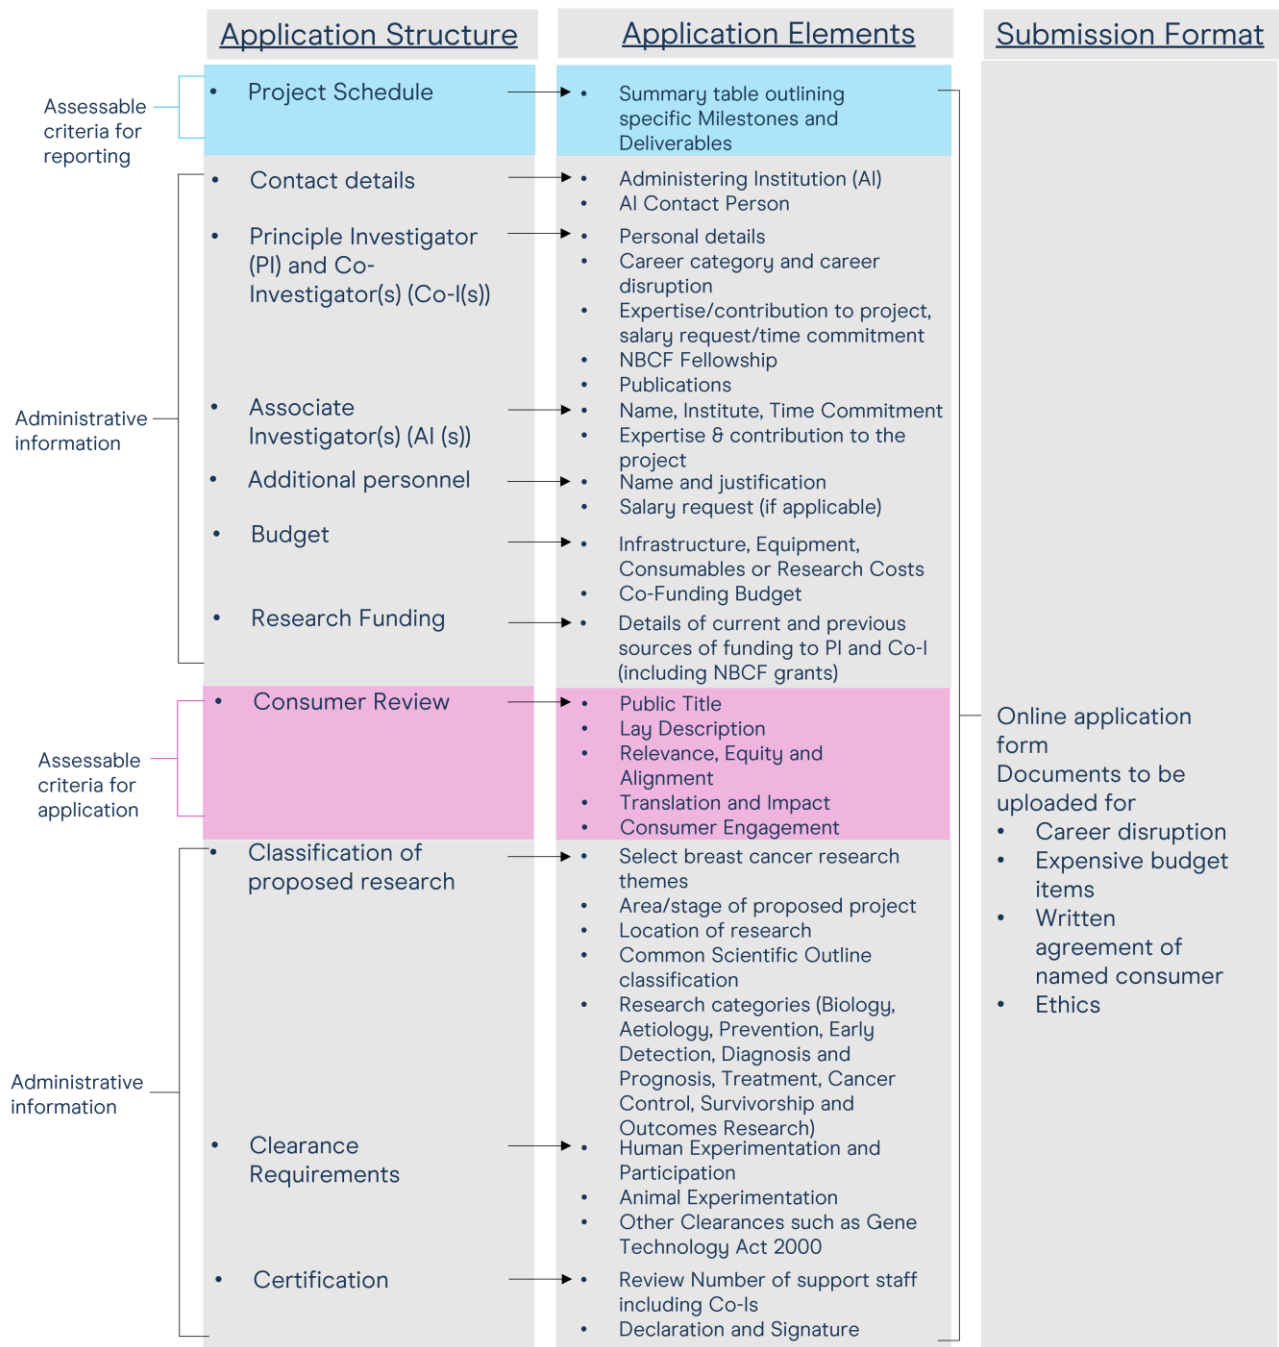 Application Structure
Application Elements
Submission Format
Assessable
criteria for
reporting
• Project Schedule
• Summary table outlining
specific Milestones and
Deliverables
Administrative
information
• Contact details
• Administering Institution (AI)
• AI Contact Person
• Principle Investigator
(PI) and Co-
Investigator(s) (Co-I(s))
• Personal details
• Career category and career
disruption
• Expertise/contribution to project,
salary request/time commitment
• NBCF Fellowship
• Publications
• Associate
Investigator(s) (AI (s))
• Name, Institute, Time Commitment
• Expertise & contribution to the
project
• Additional personnel
• Name and justification
• Salary request (if applicable)
• Budget
• Infrastructure, Equipment,
Consumables or Research Costs
• Co-Funding Budget
• Research Funding
• Details of current and previous
sources of funding to PI and Co-I
(including NBCF grants)
Assessable
criteria for
application
• Consumer Review
• Public Title
• Lay Description
• Relevance, Equity and
Alignment
• Translation and Impact
• Consumer Engagement
Administrative
information
• Classification of
proposed research
• Select breast cancer research
themes
• Area/stage of proposed project
• Location of research
• Common Scientific Outline
classification
• Research categories (Biology,
Aetiology, Prevention, Early
Detection, Diagnosis and
Prognosis, Treatment, Cancer
Control, Survivorship and
Outcomes Research)
• Clearance
Requirements
• Human Experimentation and
Participation
• Animal Experimentation
• Other Clearances such as Gene
Technology Act 2000
• Certification
• Review Number of support staff
including Co-Is
• Declaration and Signature
Online application
form
Documents to be
uploaded for
• Career disruption
• Expensive budget
items
• Written
agreement of
named consumer
• Ethics